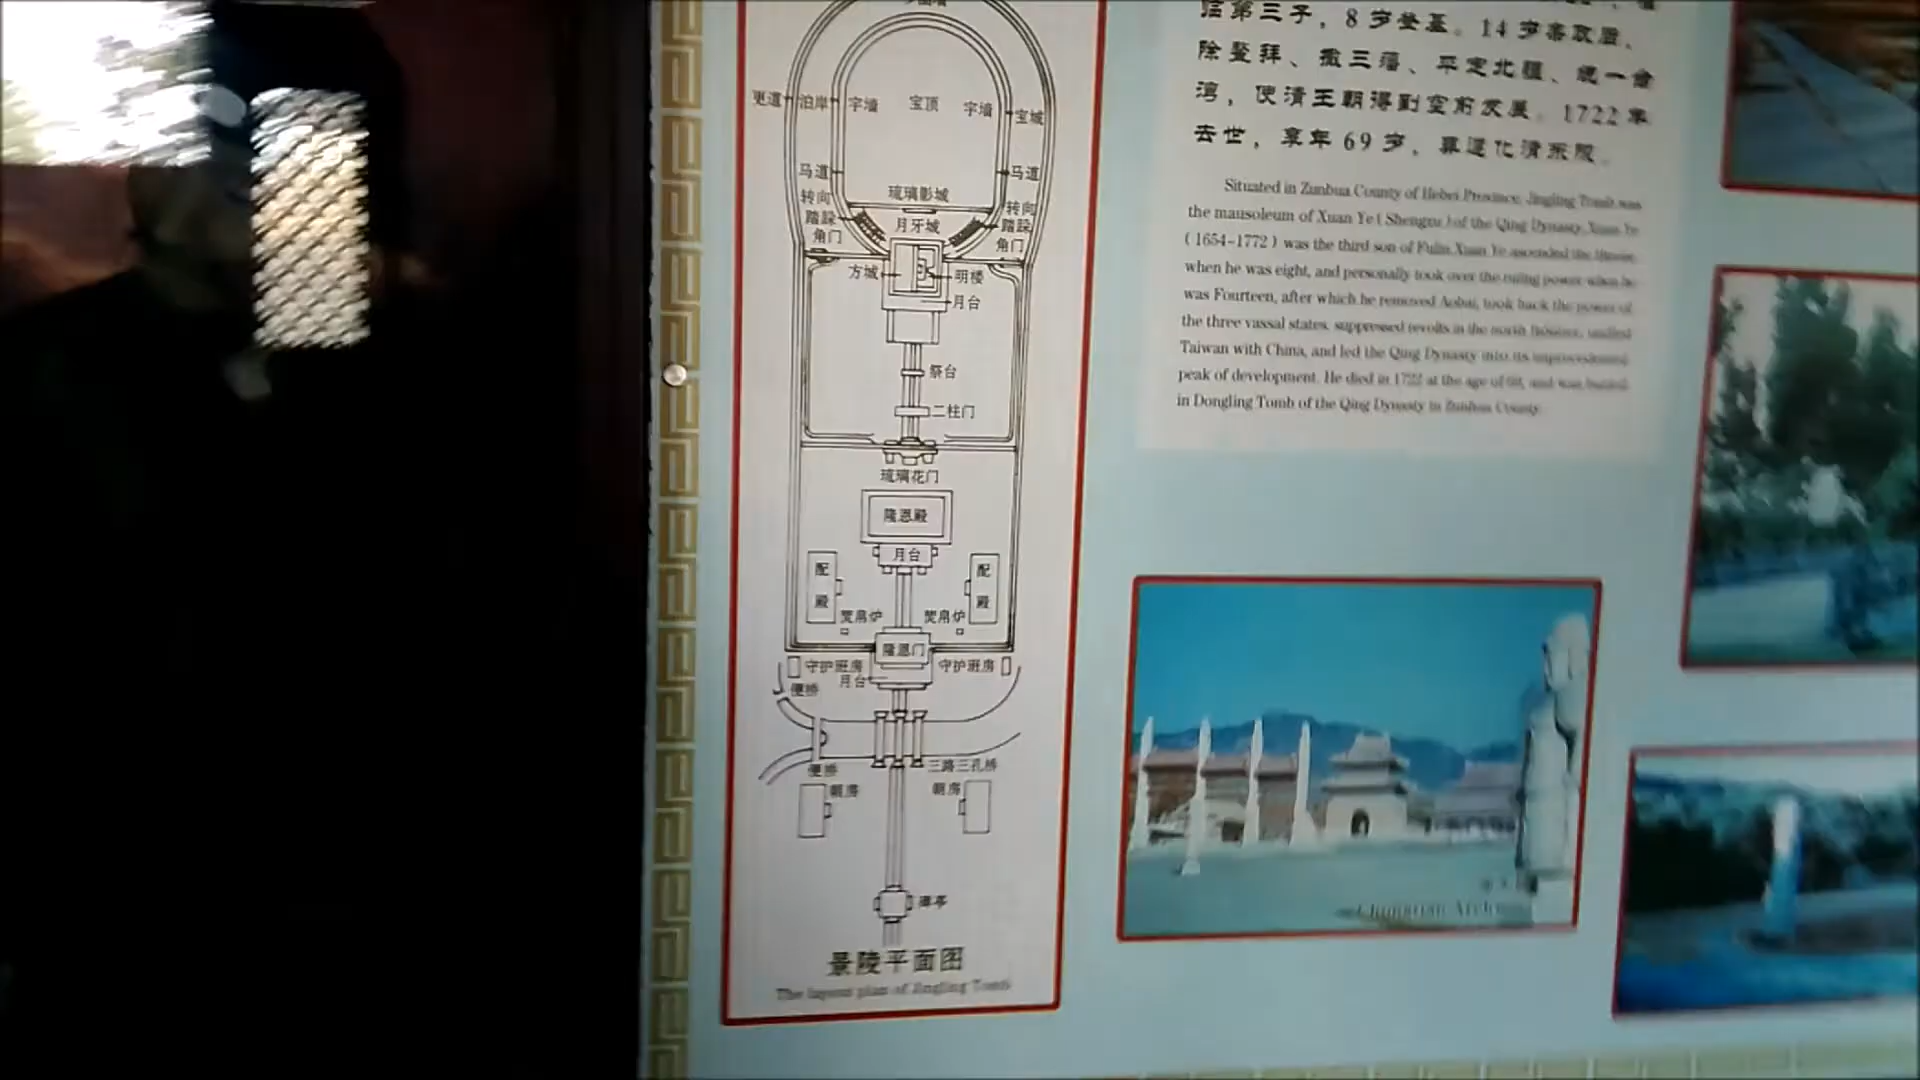 更道 泊岸 宇墙 宝顶 宇墙 宝城
马道 马道
琉璃影城
转向 转向
踏跺 月牙城 踏跺
角门 角门
方城 明楼
月台
祭台
二柱门
琉璃花门
隆恩殿
月台
配 配
殿 殿
焚帛炉 焚帛炉
隆恩门
守护班房 守护班房
月台
便桥
便桥 三路三孔桥
朝房 朝房
碑亭
景陵平面图
The layout plan of Jingling Tomb
临第三子，8岁登基。14岁亲政后，
除鳌拜、撤三藩、平定北疆、统一台
湾，使清王朝得到空前发展。1722年
去世，享年69岁，葬遵化清东陵。
Situated in Zunhua County of Hebei Province, Jingling Tomb was
the mausoleum of Xuan Ye ( Shengzu ) of the Qing Dynasty. Xuan Ye
( 1654-1772 ) was the third son of Fulin. Xuan Ye ascended the throne
when he was eight, and personally took over the ruling power when he
was Fourteen, after which he removed Aobai, took back the power of
the three vassal states, suppressed revolts in the north frontier, unified
Taiwan with China, and led the Qing Dynasty into its unprecedented
peak of development. He died in 1722 at the age of 69, and was buried
in Dongling Tomb of the Qing Dynasty in Zunhua County.